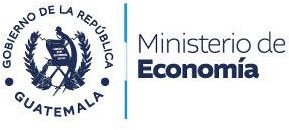 GOBIERNO DE LA REPÚBLICA
GUATEMALA
Ministerio de
Economía